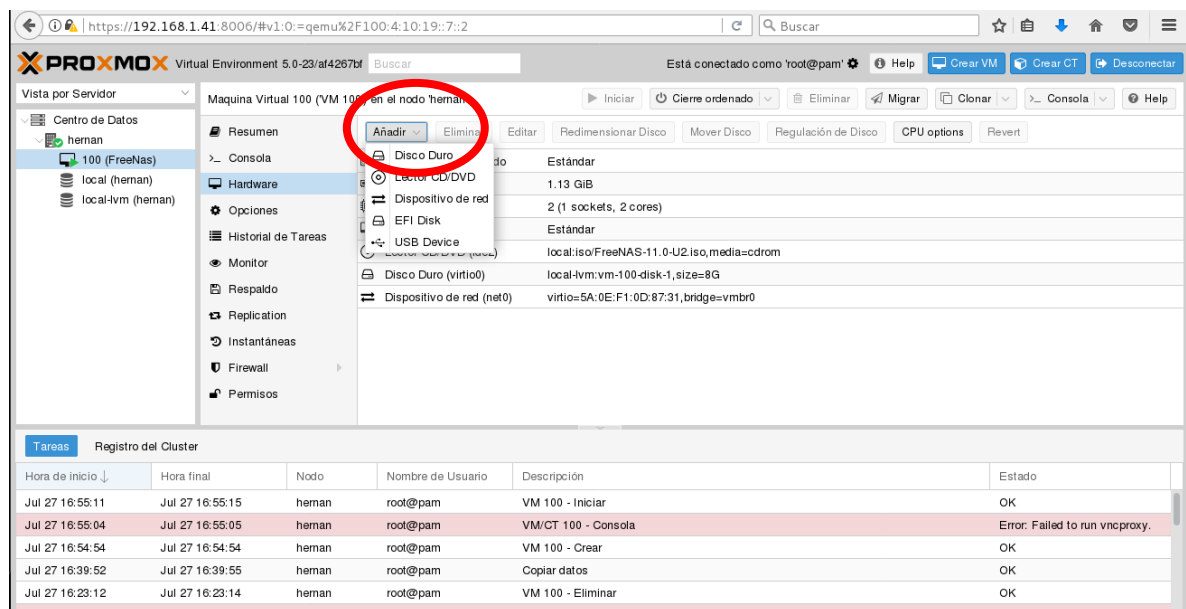 https://192.168.1.41:8006/#v1:0:=qemu%2F100:4:10:19::7::2 Buscar
PROXMOX Virtual Environment 5.0-23/af4267bf Buscar Está conectado como 'root@pam' Help Crear VM Crear CT Desconectar
Vista por Servidor
Centro de Datos
hernan
100 (FreeNas)
local (hernan)
local-lvm (hernan)
Maquina Virtual 100 ('VM 100' en el nodo 'hernan' Iniciar Cierre ordenado Eliminar Migrar Clonar >_ Consola Help
Resumen
>_ Consola
Hardware
Opciones
Historial de Tareas
Monitor
Respaldo
Replication
Instantáneas
Firewall
Permisos
Añadir Elimina Editar Redimensionar Disco Mover Disco Regulación de Disco CPU options Revert
Disco Duro
Lector CD/DVD
Dispositivo de red
EFI Disk
USB Device
do Estándar
1.13 GiB
2 (1 sockets, 2 cores)
Estándar
Lector CD/DVD (ide2) local:iso/FreeNAS-11.0-U2.iso,media=cdrom
Disco Duro (virtio0) local-lvm:vm-100-disk-1,size=8G
Dispositivo de red (net0) virtio=5A:0E:F1:0D:87:31,bridge=vmbr0
Tareas Registro del Cluster
Hora de inicio ↓ Hora final Nodo Nombre de Usuario Descripción Estado
Jul 27 16:55:11 Jul 27 16:55:15 hernan root@pam VM 100 - Iniciar OK
Jul 27 16:55:04 Jul 27 16:55:05 hernan root@pam VM/CT 100 - Consola Error: Failed to run vncproxy.
Jul 27 16:54:54 Jul 27 16:54:54 hernan root@pam VM 100 - Crear OK
Jul 27 16:39:52 Jul 27 16:39:55 hernan root@pam Copiar datos OK
Jul 27 16:23:12 Jul 27 16:23:14 hernan root@pam VM 100 - Eliminar OK